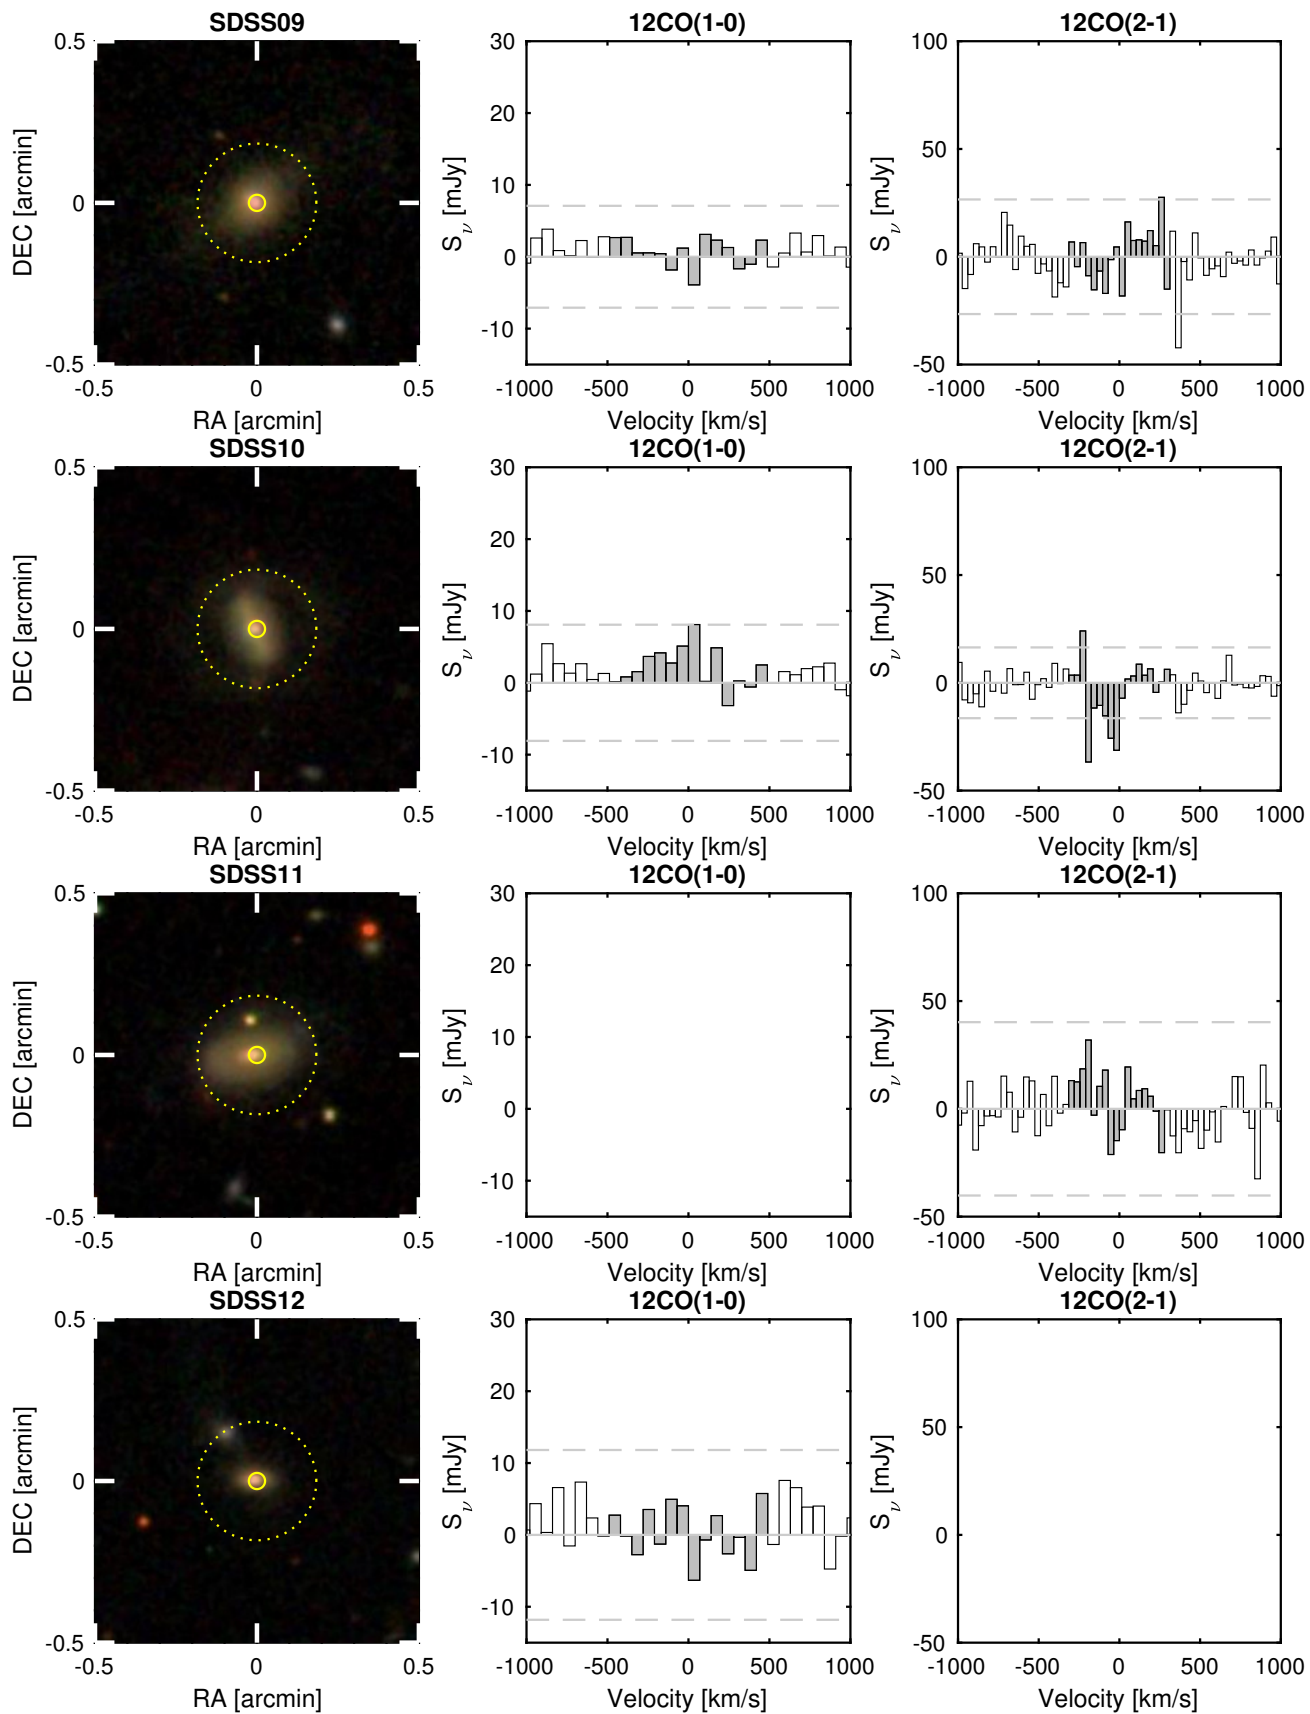 SDSS09 12CO(1-0) 12CO(2-1)
0.5 30 100
20
DEC [arcmin] 0 S_ν [mJy] 10 S_ν [mJy] 50
0 0
-10
-0.5 -50
-0.5 0 0.5 -1000 -500 0 500 1000 -1000 -500 0 500 1000
RA [arcmin] Velocity [km/s] Velocity [km/s]
SDSS10 12CO(1-0) 12CO(2-1)
0.5 30 100
20
DEC [arcmin] 0 S_ν [mJy] 10 S_ν [mJy] 50
0 0
-10
-0.5 -50
-0.5 0 0.5 -1000 -500 0 500 1000 -1000 -500 0 500 1000
RA [arcmin] Velocity [km/s] Velocity [km/s]
SDSS11 12CO(1-0) 12CO(2-1)
0.5 30 100
20
DEC [arcmin] 0 S_ν [mJy] 10 S_ν [mJy] 50
0 0
-10
-0.5 -50
-0.5 0 0.5 -1000 -500 0 500 1000 -1000 -500 0 500 1000
RA [arcmin] Velocity [km/s] Velocity [km/s]
SDSS12 12CO(1-0) 12CO(2-1)
0.5 30 100
20
DEC [arcmin] 0 S_ν [mJy] 10 S_ν [mJy] 50
0 0
-10
-0.5 -50
-0.5 0 0.5 -1000 -500 0 500 1000 -1000 -500 0 500 1000
RA [arcmin] Velocity [km/s] Velocity [km/s]